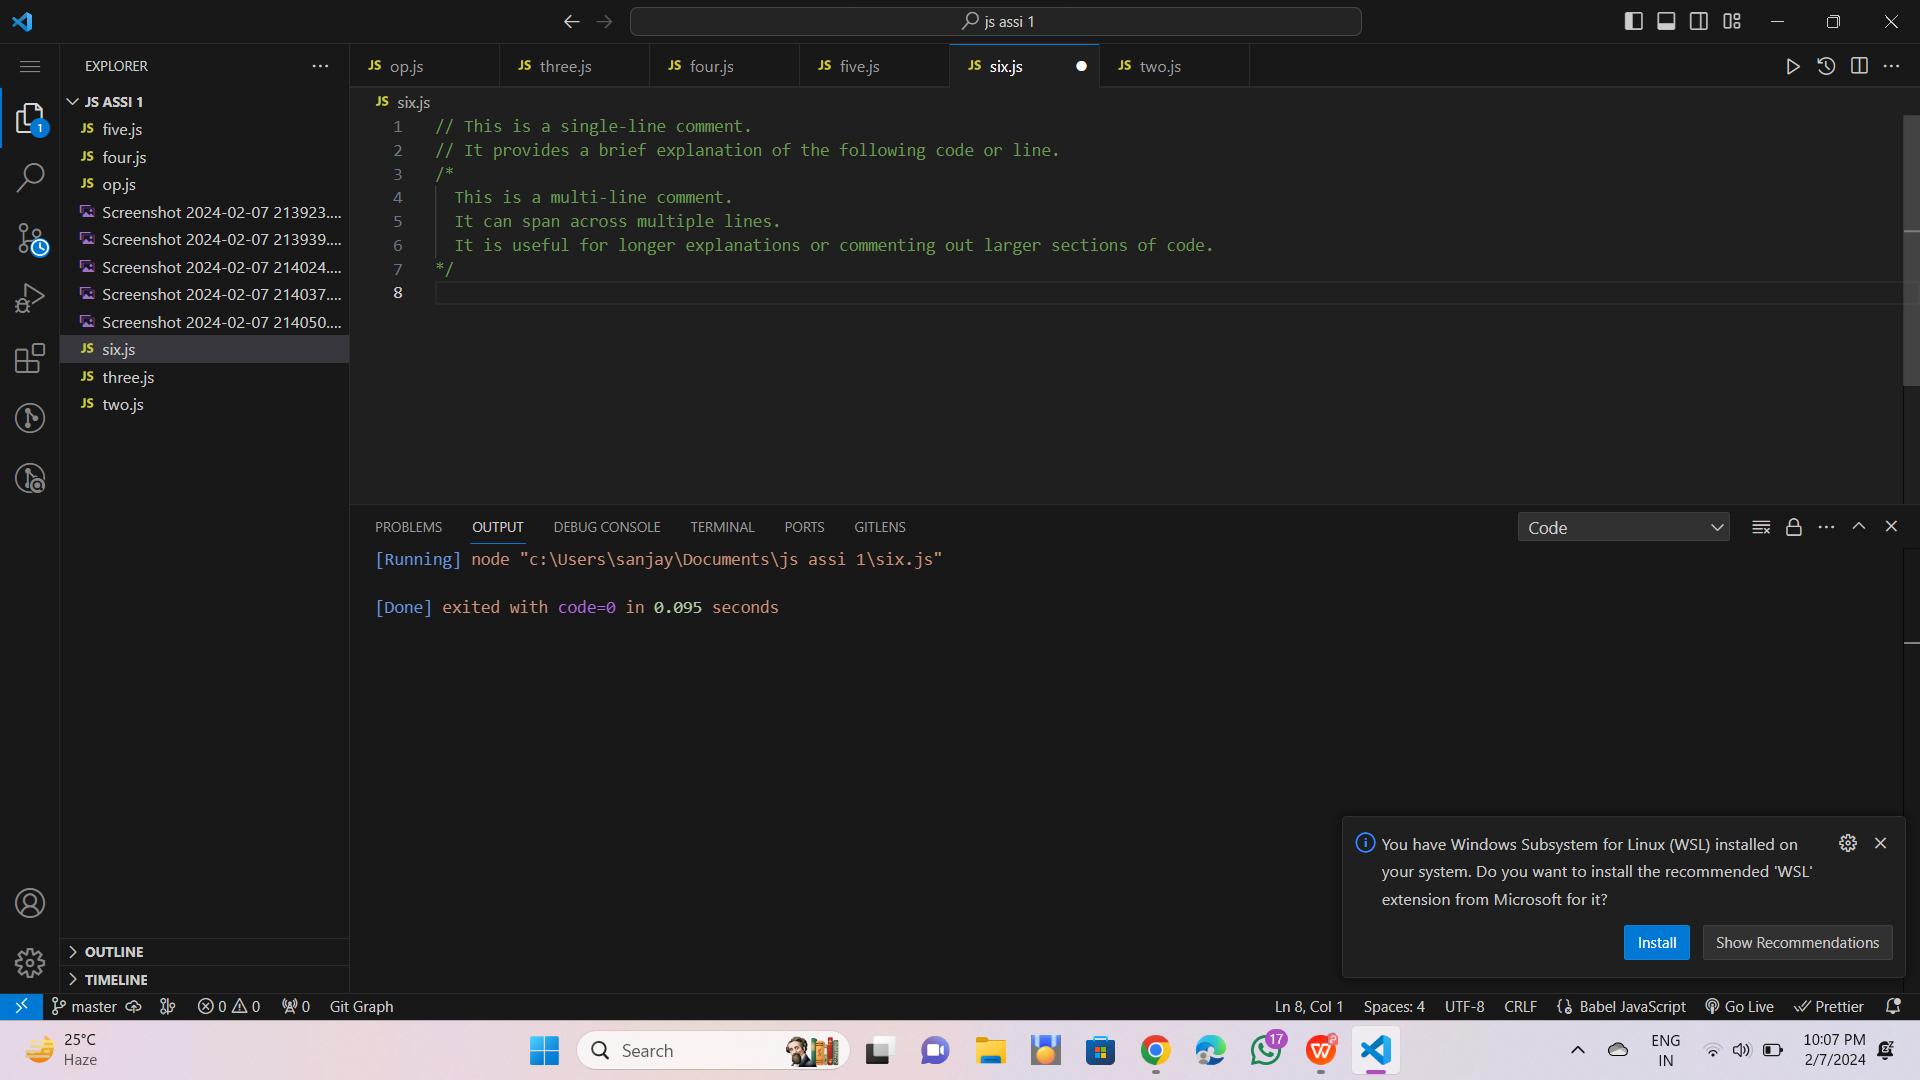 js assi 1
EXPLORER
JS ASSI 1
JS five.js
JS four.js
JS op.js
Screenshot 2024-02-07 213923....
Screenshot 2024-02-07 213939....
Screenshot 2024-02-07 214024....
Screenshot 2024-02-07 214037....
Screenshot 2024-02-07 214050....
JS six.js
JS three.js
JS two.js
OUTLINE
TIMELINE
1
JS op.js
JS three.js
JS four.js
JS five.js
JS six.js
JS two.js
JS six.js
1 // This is a single-line comment.
2 // It provides a brief explanation of the following code or line.
3 /*
4 This is a multi-line comment.
5 It can span across multiple lines.
6 It is useful for longer explanations or commenting out larger sections of code.
7 */
8
PROBLEMS OUTPUT DEBUG CONSOLE TERMINAL PORTS GITLENS
Code
[Running] node "c:\Users\sanjay\Documents\js assi 1\six.js"
[Done] exited with code=0 in 0.095 seconds
You have Windows Subsystem for Linux (WSL) installed on
your system. Do you want to install the recommended 'WSL'
extension from Microsoft for it?
Install
Show Recommendations
master 0 0 0 Git Graph
Ln 8, Col 1 Spaces: 4 UTF-8 CRLF {} Babel JavaScript Go Live Prettier
25°C
Haze
Search
17
W
ENG
IN
10:07 PM
2/7/2024